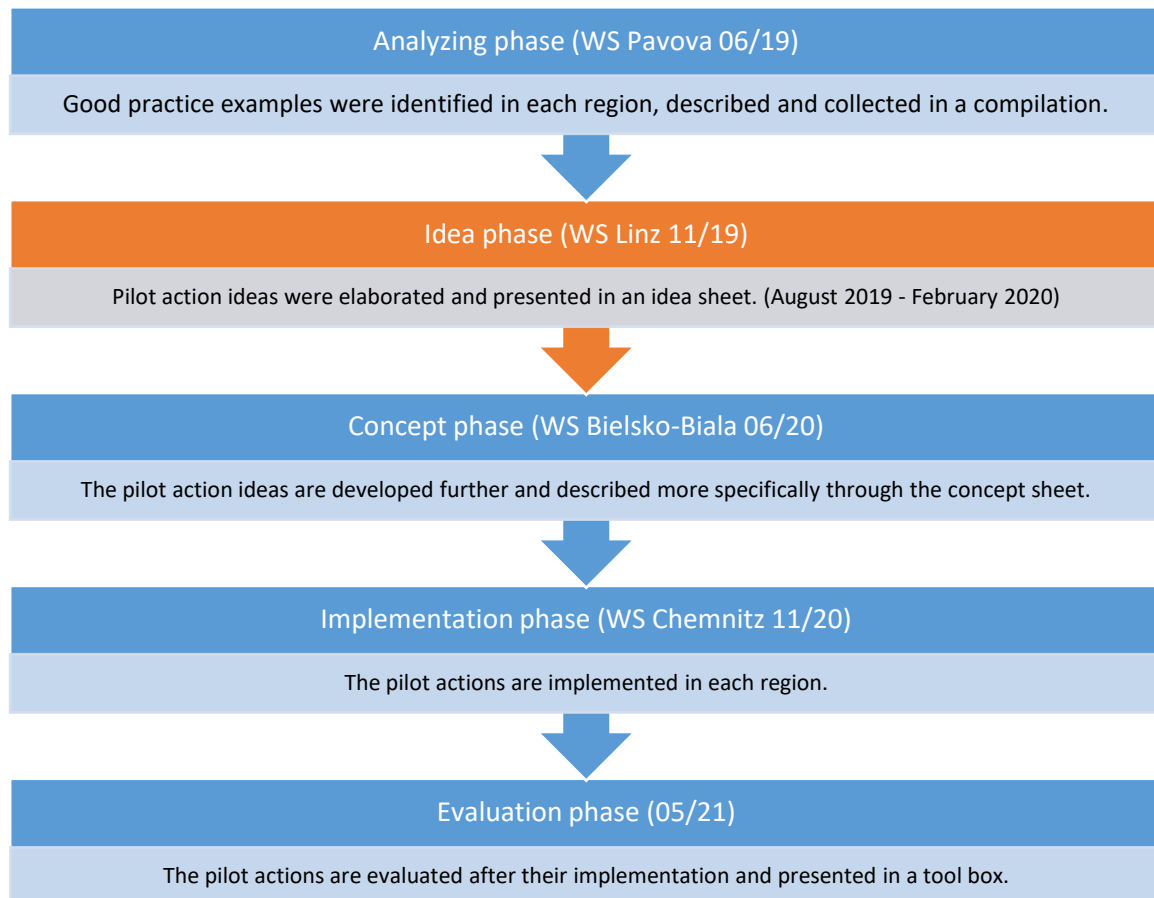 Analyzing phase (WS Pavova 06/19)
Good practice examples were identified in each region, described and collected in a compilation.
Idea phase (WS Linz 11/19)
Pilot action ideas were elaborated and presented in an idea sheet. (August 2019 - February 2020)
Concept phase (WS Bielsko-Biala 06/20)
The pilot action ideas are developed further and described more specifically through the concept sheet.
Implementation phase (WS Chemnitz 11/20)
The pilot actions are implemented in each region.
Evaluation phase (05/21)
The pilot actions are evaluated after their implementation and presented in a tool box.